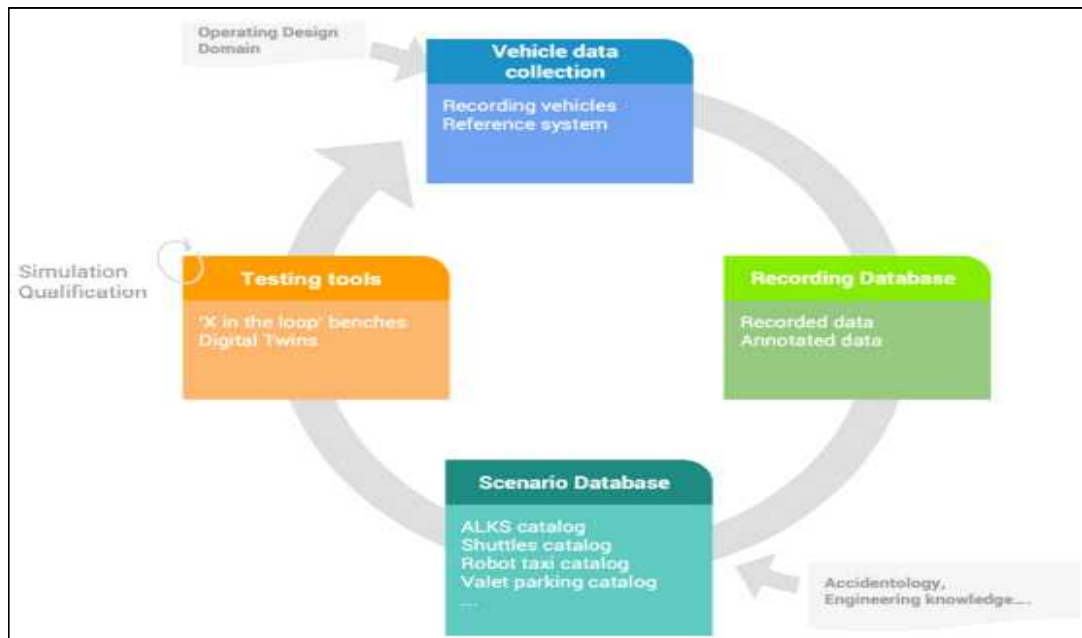 Operating Design
Domain
Vehicle data
collection
Recording vehicles
Reference system
Simulation
Qualification
Testing tools
'X in the loop' benches
Digital Twins
Recording Database
Recorded data
Annotated data
Scenario Database
ALKS catalog
Shuttles catalog
Robot taxi catalog
Valet parking catalog
...
Accidentology,
Engineering knowledge....